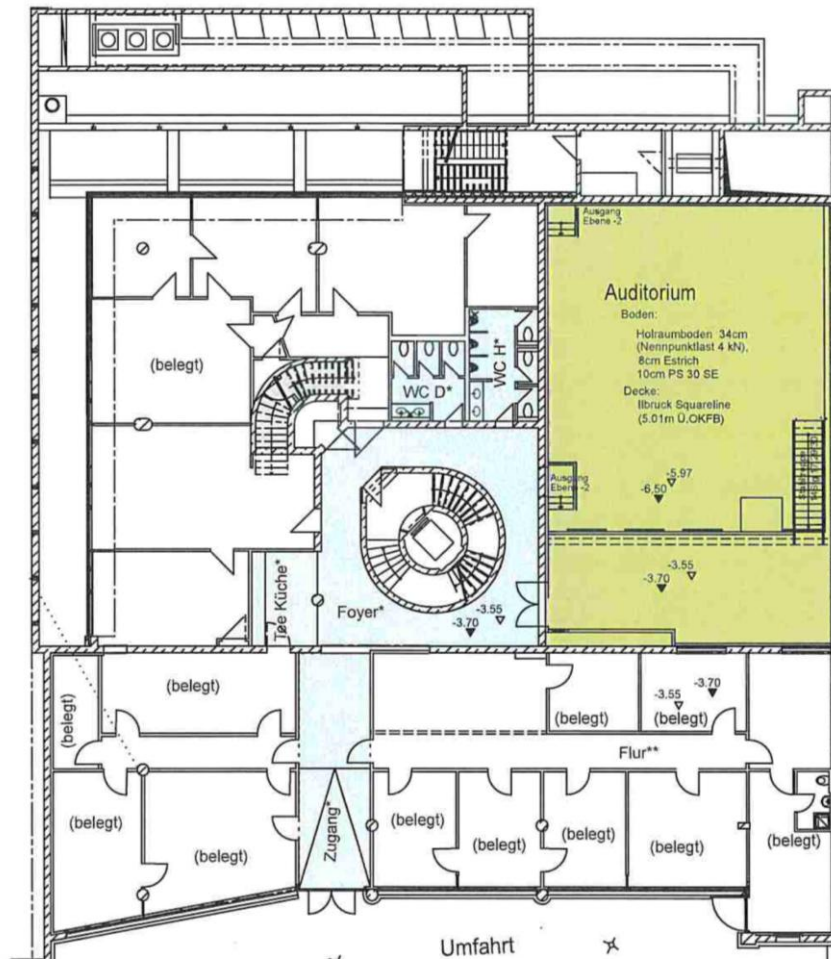 Ausgang
Ebene -2
Auditorium
Boden:
Holraumboden 34cm
(Nennpunktlast 4 kN),
8cm Estrich
10cm PS 30 SE
Decke:
Ilbruck Squareline
(5.01m Ü.OKFB)
(belegt)
WC D*
WC H*
Ausgang
Ebene -2
-5.97
-6.50
-3.55
-3.70
Tee Küche*
Foyer*
-3.55
-3.70
(belegt)
(belegt)
(belegt)
-3.55
-3.70
(belegt)
Flur**
(belegt)
(belegt)
Zugang*
(belegt)
(belegt)
(belegt)
(belegt)
(belegt)
Umfahrt